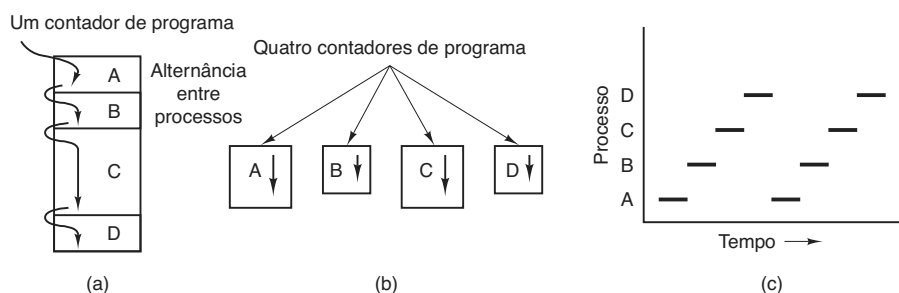 Um contador de programa
A
B
C
D
Alternância
entre
processos
(a)
Quatro contadores de programa
A
B
C
D
(b)
Processo
D
C
B
A
Tempo
(c)